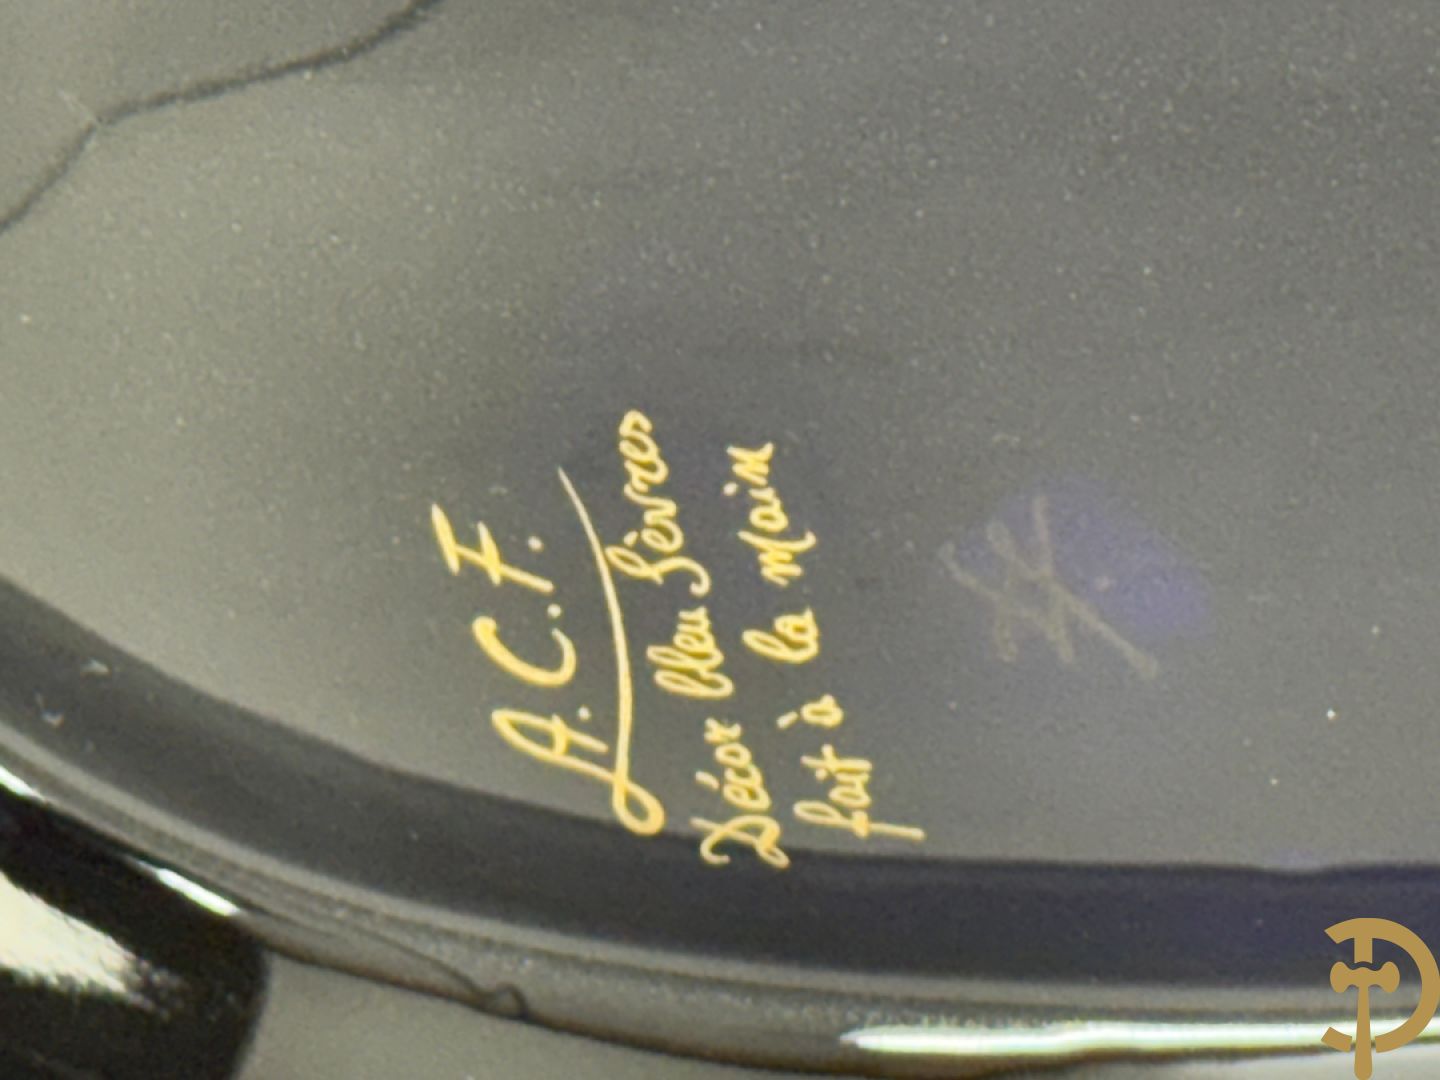 A.C.F.
Décor bleu Sèvres
fait à la Main